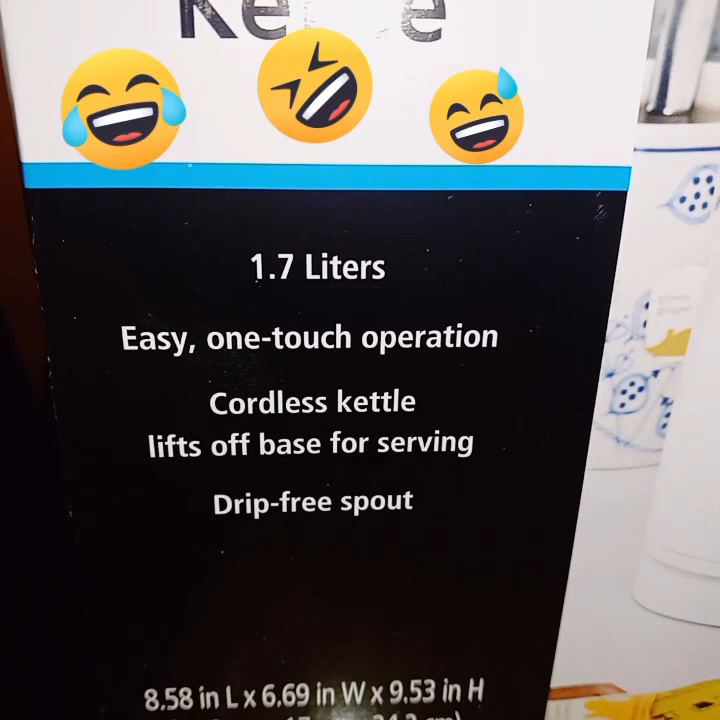 1.7 Liters
Easy, one-touch operation
Cordless kettle
lifts off base for serving
Drip-free spout
8.58 in L x 6.69 in W x 9.53 in H